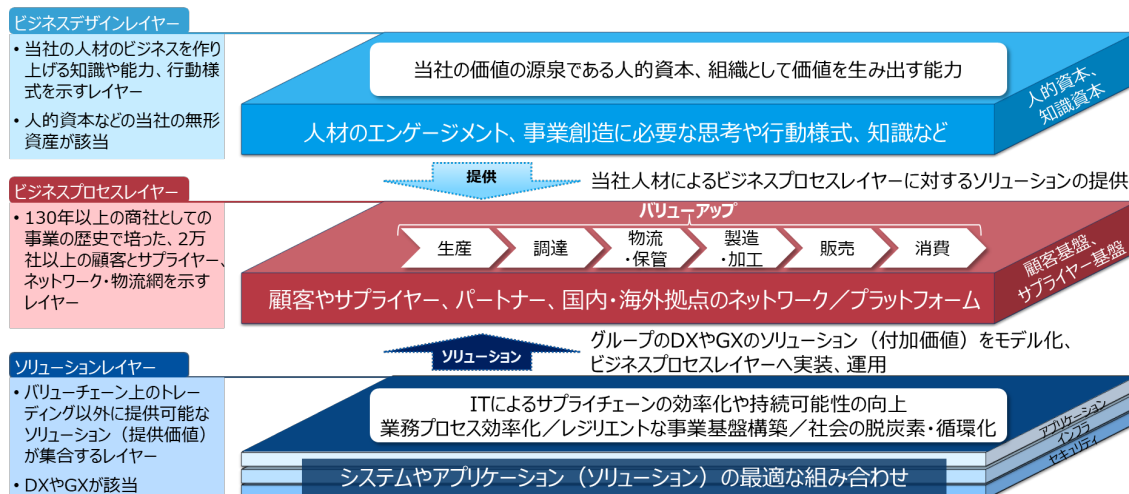 ビジネスデザインレイヤー
• 当社の人材のビジネスを作り
上げる知識や能力、行動様
式を示すレイヤー
• 人的資本などの当社の無形
資産が該当
当社の価値の源泉である人的資本、組織として価値を生み出す能力
人材のエンゲージメント、事業創造に必要な思考や行動様式、知識など
人的資本、
知識資本
提供
当社人材によるビジネスプロセスレイヤーに対するソリューションの提供
ビジネスプロセスレイヤー
• 130年以上の商社としての
事業の歴史で培った、2万
社以上の顧客とサプライヤー、
ネットワーク・物流網を示す
レイヤー
バリューアップ
生産
調達
物流
・保管
製造
・加工
販売
消費
顧客やサプライヤー、パートナー、国内・海外拠点のネットワーク／プラットフォーム
顧客基盤、
サプライヤー基盤
ソリューション
グループのDXやGXのソリューション（付加価値）をモデル化、
ビジネスプロセスレイヤーへ実装、運用
ソリューションレイヤー
• バリューチェーン上のトレー
ディング以外に提供可能な
ソリューション（提供価値）
が集合するレイヤー
• DXやGXが該当
ITによるサプライチェーンの効率化や持続可能性の向上
業務プロセス効率化／レジリエントな事業基盤構築／社会の脱炭素・循環化
システムやアプリケーション（ソリューション）の最適な組み合わせ
アプリケーション
インフラ
セキュリティ